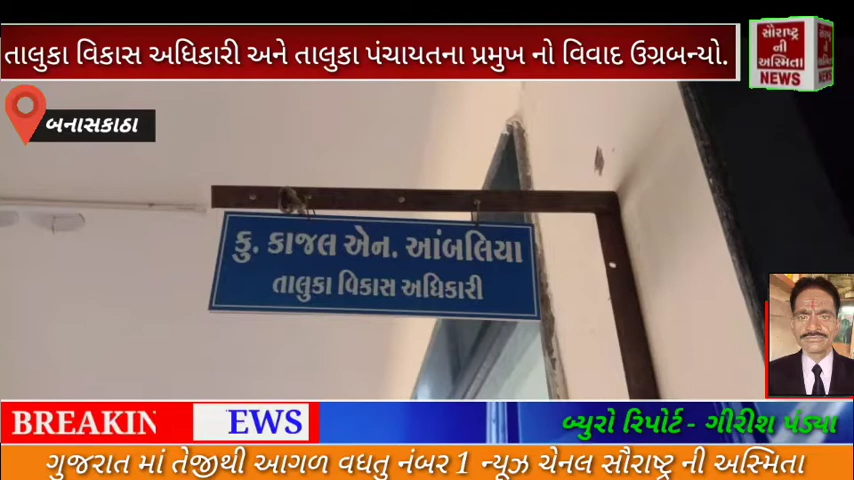 તાલુકા વિકાસ અધિકારી અને તાલુકા પંચાયતના પ્રમુખ નો વિવાદ ઉગ્રબન્યો.
સૌરાષ્ટ્ર
ની
અસ્મિતા
NEWS
બનાસકાઠા
કુ. કાજલ એન. આંબલિયા
તાલુકા વિકાસ અધિકારી
BREAKIN EWS
બ્યુરો રિપોર્ટ - ગીરીશ પંડ્યા
ગુજરાત માં તેજીથી આગળ વધતુ નંબર 1 ન્યૂઝ ચેનલ સૌરાષ્ટ્ર ની અસ્મિતા